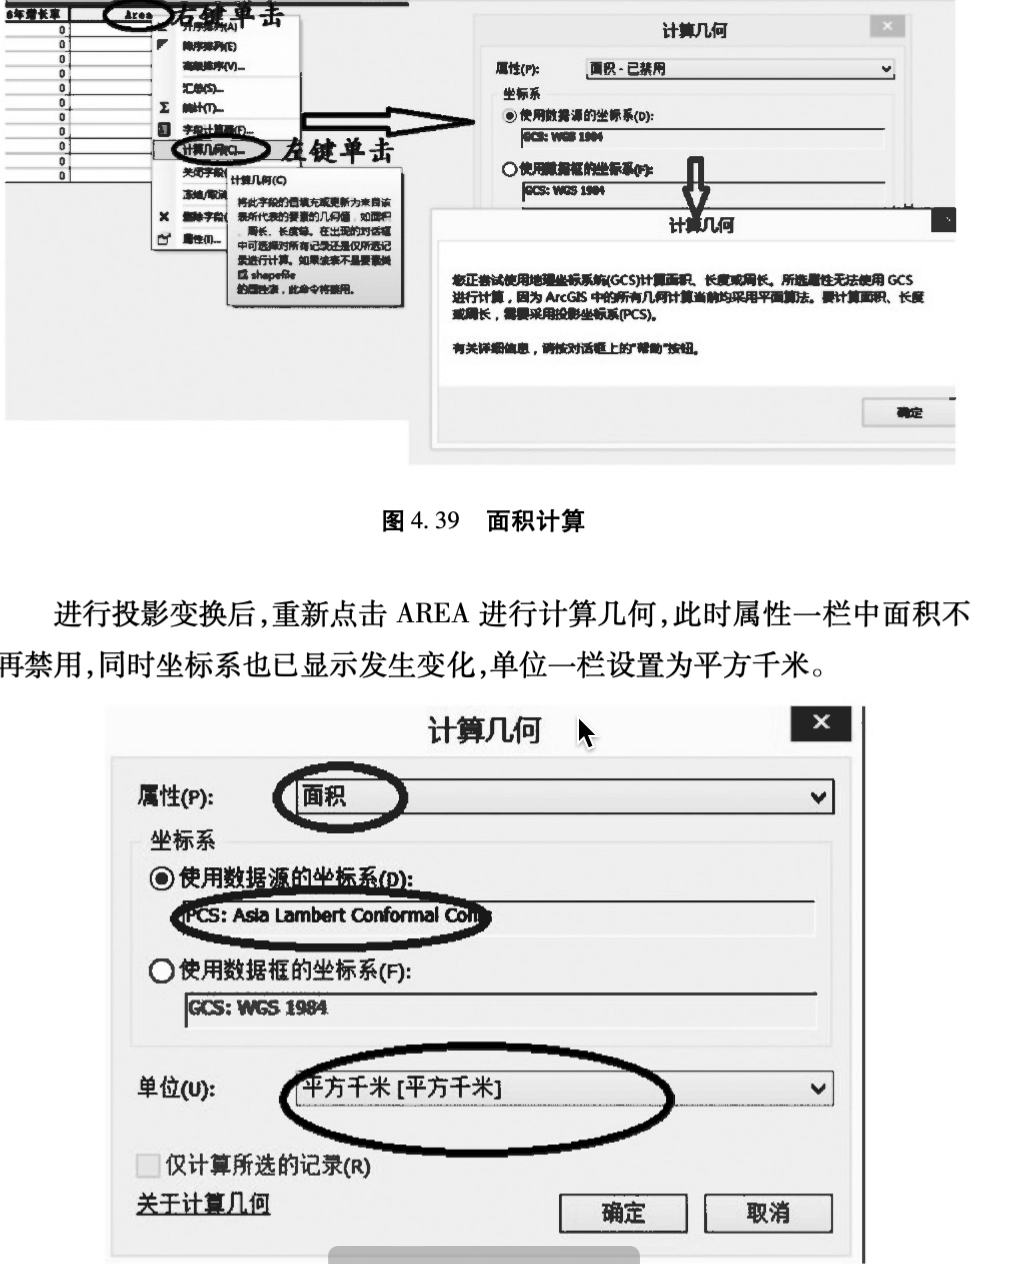 6年增长率
Area
右键单击
升序排列(A)
降序排列(E)
高级排序(V)...
汇总(S)...
Σ 统计(T)...
字段计算器(F)...
计算几何(C)...
左键单击
关闭字段
冻结/取消
删除字段(
属性(I)...
0
0
0
0
0
0
0
0
0
0
0
计算几何(C)
将此字段的值填充或更新为来自该
表所代表的要素的几何值，如面积
、周长、长度等。在出现的对话框
中可选择对所有记录还是仅所选记
录进行计算。如果该表不是要素类
或 shapefile
的属性表，此命令将禁用。
计算几何
属性(P):
面积 - 已禁用
坐标系
使用数据源的坐标系(D):
GCS: WGS 1984
使用数据框的坐标系(F):
GCS: WGS 1984
计算几何
您正尝试使用地理坐标系统(GCS)计算面积、长度或周长。所选属性无法使用 GCS
进行计算，因为 ArcGIS 中的所有几何计算当前均采用平面算法。要计算面积、长度
或周长，需要采用投影坐标系(PCS)。
有关详细信息，请按对话框上的"帮助"按钮。
确定
图 4. 39 面积计算
进行投影变换后,重新点击 AREA 进行计算几何,此时属性一栏中面积不
再禁用,同时坐标系也已显示发生变化,单位一栏设置为平方千米。
计算几何
属性(P):
面积
坐标系
使用数据源的坐标系(D):
PCS: Asia Lambert Conformal Conic
使用数据框的坐标系(F):
GCS: WGS 1984
单位(U):
平方千米 [平方千米]
仅计算所选的记录(R)
关于计算几何
确定
取消